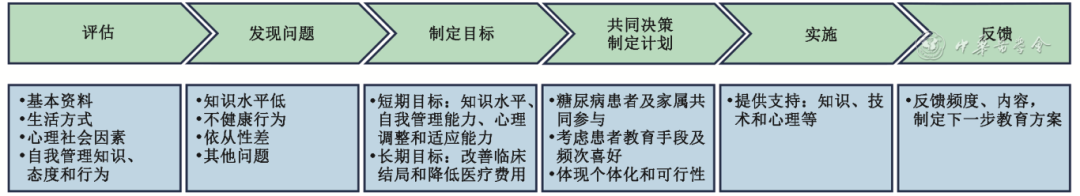 评估
发现问题
制定目标
共同决策
制定计划
实施
反馈
中华医学会
•基本资料
•生活方式
•心理社会因素
•自我管理知识、
态度和行为
•知识水平低
•不健康行为
•依从性差
•其他问题
•短期目标：知识水平、
自我管理能力、心理
调整和适应能力
•长期目标：改善临床
结局和降低医疗费用
•糖尿病患者及家属共
同参与
•考虑患者教育手段及
频次喜好
•体现个体化和可行性
•提供支持：知识、技
术和心理等
•反馈频度、内容，
制定下一步教育方案